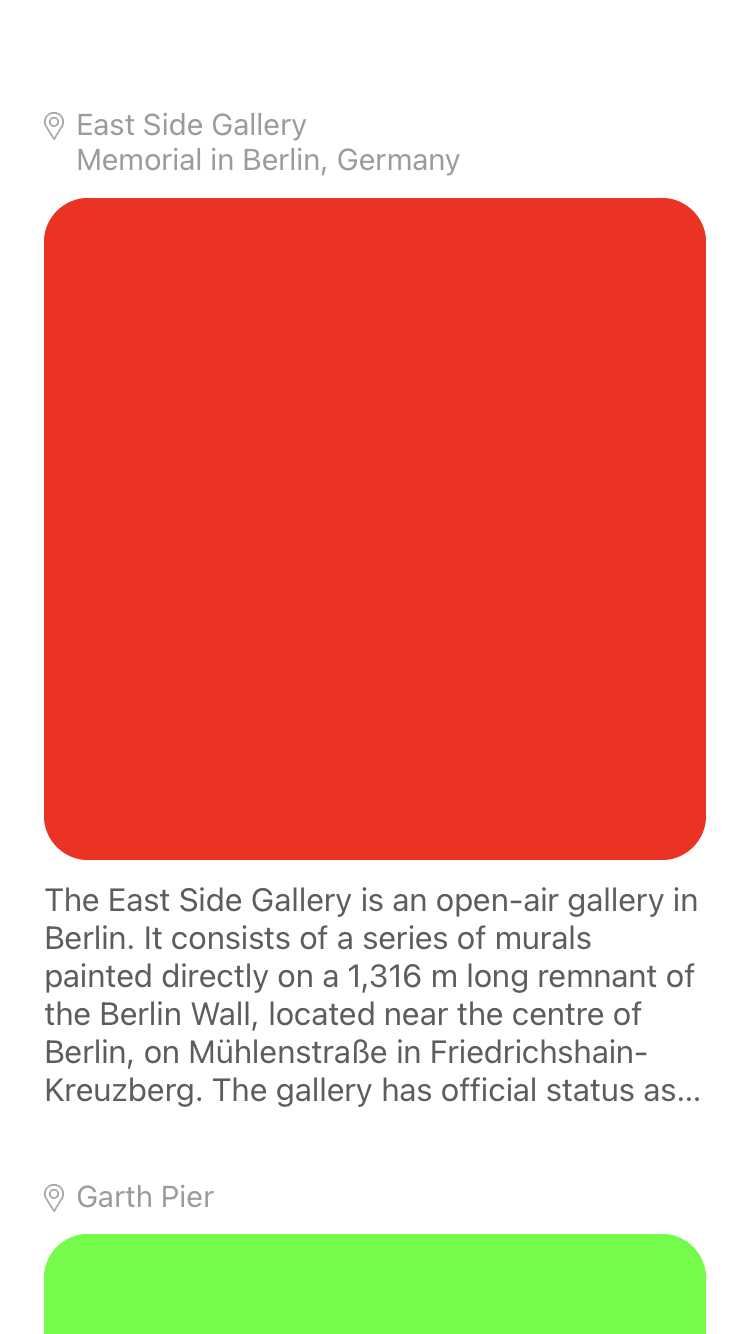 East Side Gallery
Memorial in Berlin, Germany
The East Side Gallery is an open-air gallery in
Berlin. It consists of a series of murals
painted directly on a 1,316 m long remnant of
the Berlin Wall, located near the centre of
Berlin, on Mühlenstraße in Friedrichshain-
Kreuzberg. The gallery has official status as...
Garth Pier